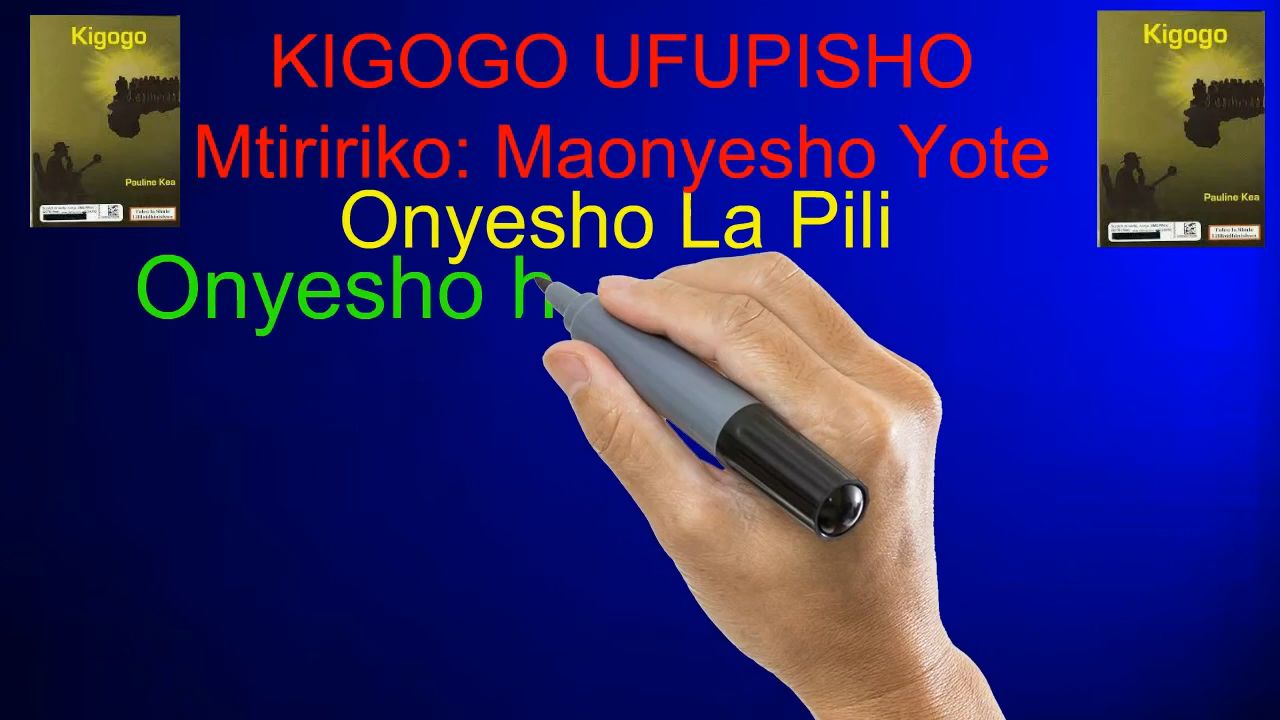 Kigogo
Pauline Kea
KIGOGO UFUPISHO
Mtiririko: Maonyesho Yote
Onyesho La Pili
Onyesho h
Kigogo
Pauline Kea